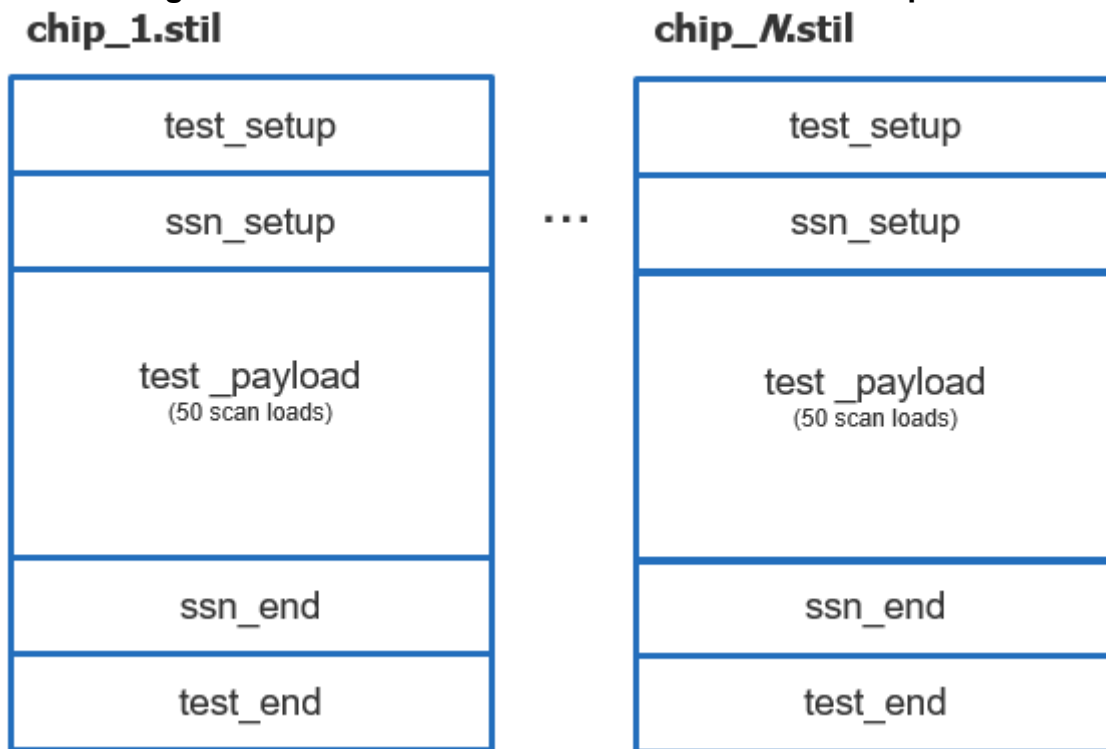 chip_1.stil
test_setup
ssn_setup
test _payload
(50 scan loads)
ssn_end
test_end
...
chip_N.stil
test_setup
ssn_setup
test _payload
(50 scan loads)
ssn_end
test_end